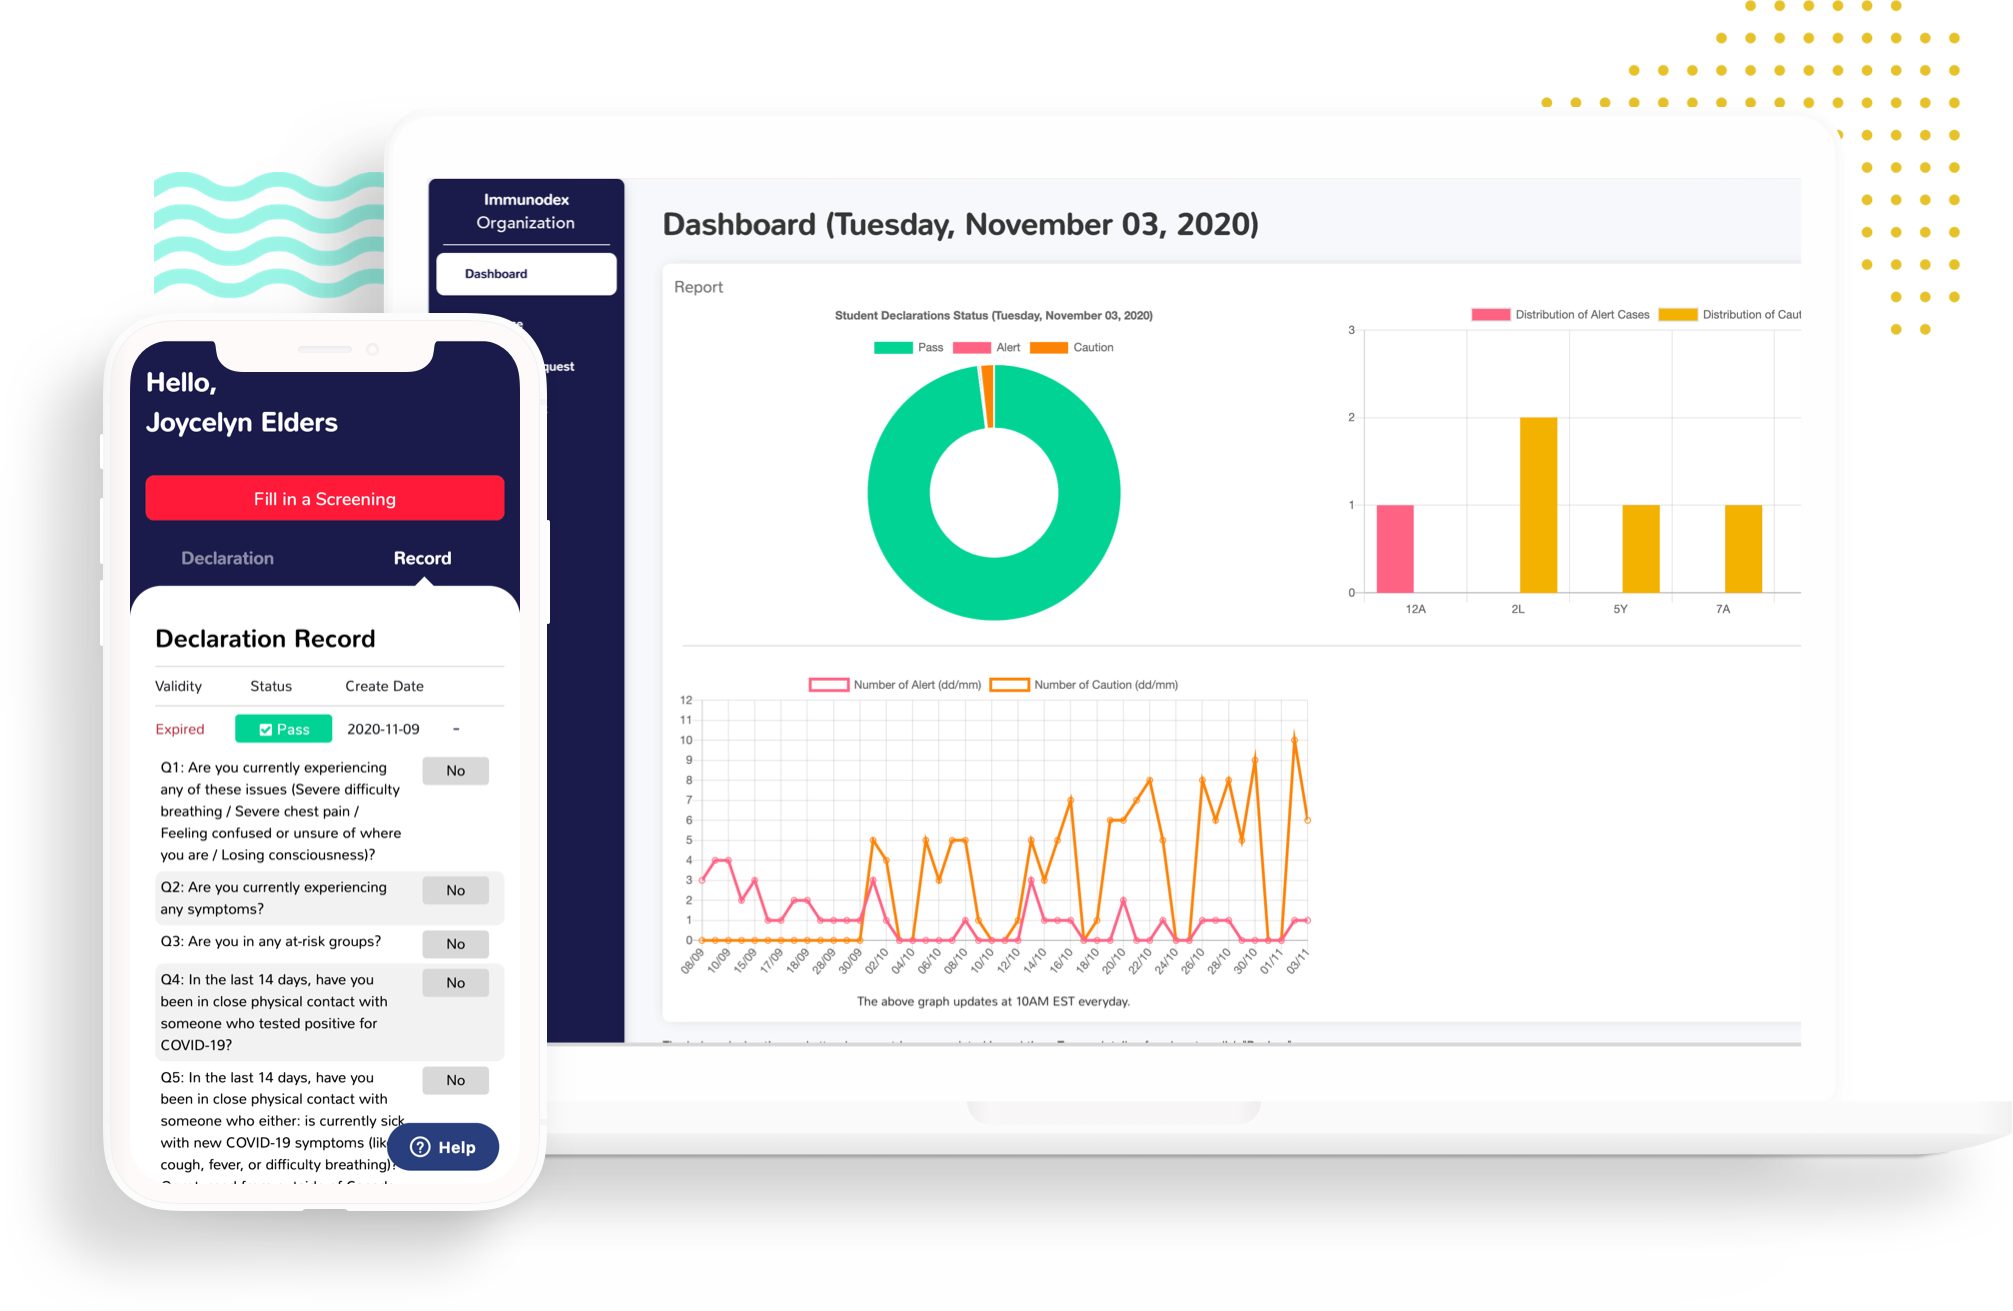 Immunodex
Organization
Dashboard
quest
Dashboard (Tuesday, November 03, 2020)
Report
Student Declarations Status (Tuesday, November 03, 2020)
Pass Alert Caution
Distribution of Alert Cases Distribution of Caut
3
2
1
0
12A 2L 5Y 7A
Number of Alert (dd/mm) Number of Caution (dd/mm)
12
11
10
9
8
7
6
5
4
3
2
1
0
08/09 10/09 15/09 17/09 18/09 28/09 30/09 02/10 04/10 06/10 08/10 10/10 12/10 14/10 16/10 18/10 20/10 22/10 24/10 26/10 28/10 30/10 01/11 03/11
The above graph updates at 10AM EST everyday.
Hello,
Joycelyn Elders
Fill in a Screening
Declaration Record
Declaration Record
Validity Status Create Date
Expired Pass 2020-11-09 -
Q1: Are you currently experiencing No
any of these issues (Severe difficulty
breathing / Severe chest pain /
Feeling confused or unsure of where
you are / Losing consciousness)?
Q2: Are you currently experiencing No
any symptoms?
Q3: Are you in any at-risk groups? No
Q4: In the last 14 days, have you No
been in close physical contact with
someone who tested positive for
COVID-19?
Q5: In the last 14 days, have you No
been in close physical contact with
someone who either: is currently sick
with new COVID-19 symptoms (lik
cough, fever, or difficulty breathing)?
Help